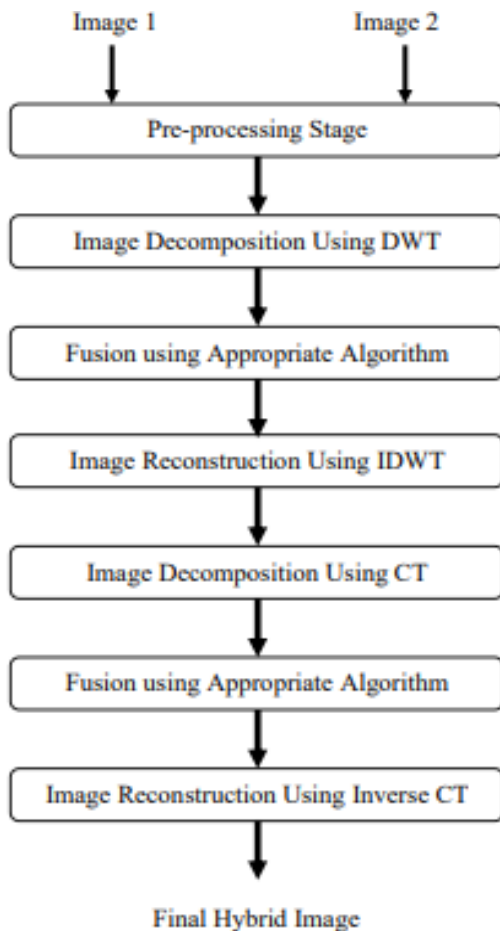 Image 1
Image 2
Pre-processing Stage
Image Decomposition Using DWT
Fusion using Appropriate Algorithm
Image Reconstruction Using IDWT
Image Decomposition Using CT
Fusion using Appropriate Algorithm
Image Reconstruction Using Inverse CT
Final Hybrid Image